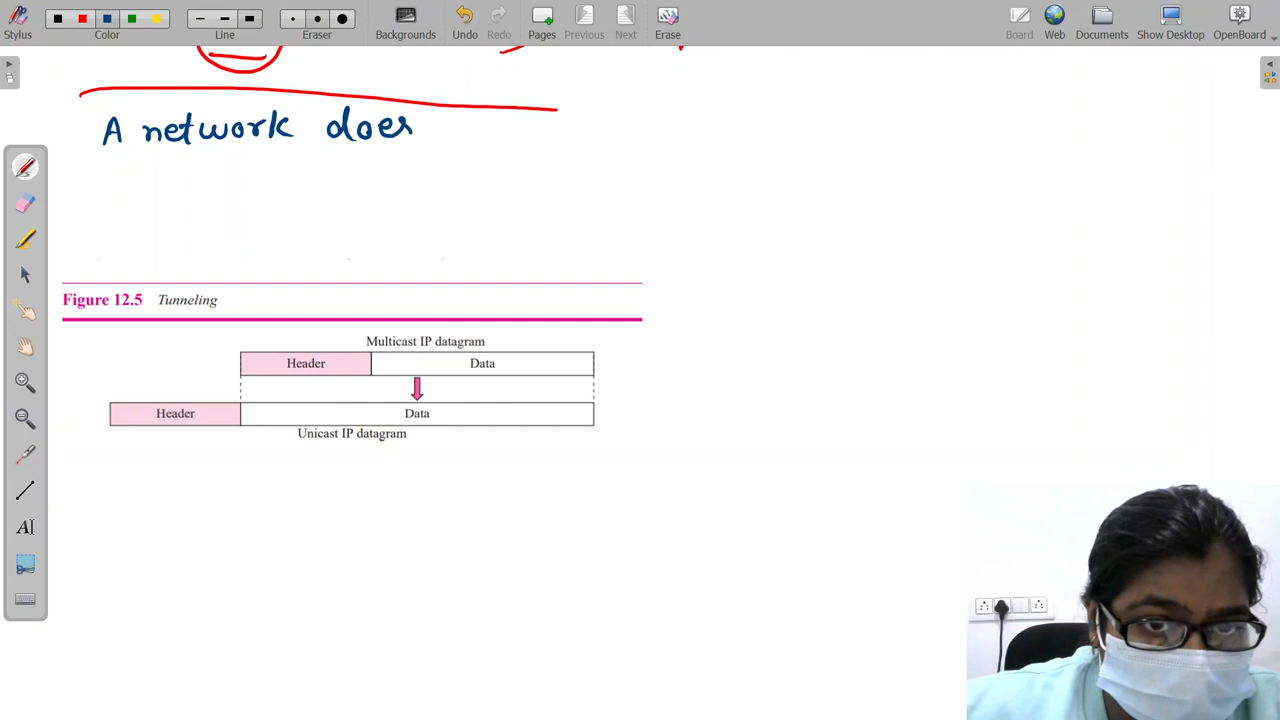 Stylus
Color
Line
Eraser
Backgrounds
Undo
Redo
Pages
Previous
Next
Erase
Board
Web
Documents
Show Desktop
OpenBoard
A network does
Figure 12.5 Tunneling
Multicast IP datagram
Header Data
Header Data
Unicast IP datagram
AI